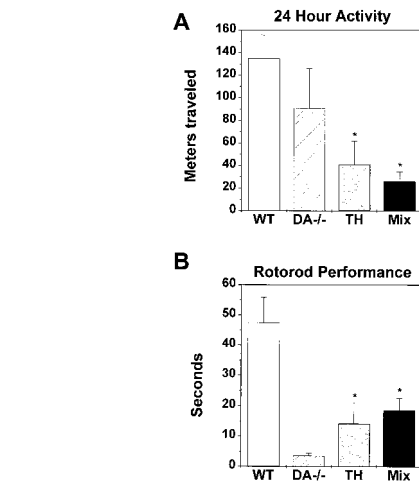 A
24 Hour Activity
Meters traveled
160
140
120
100
80
60
40
20
0
*
*
WT DA-/- TH Mix
B
Rotorod Performance
Seconds
60
50
40
30
20
10
0
*
*
WT DA-/- TH Mix